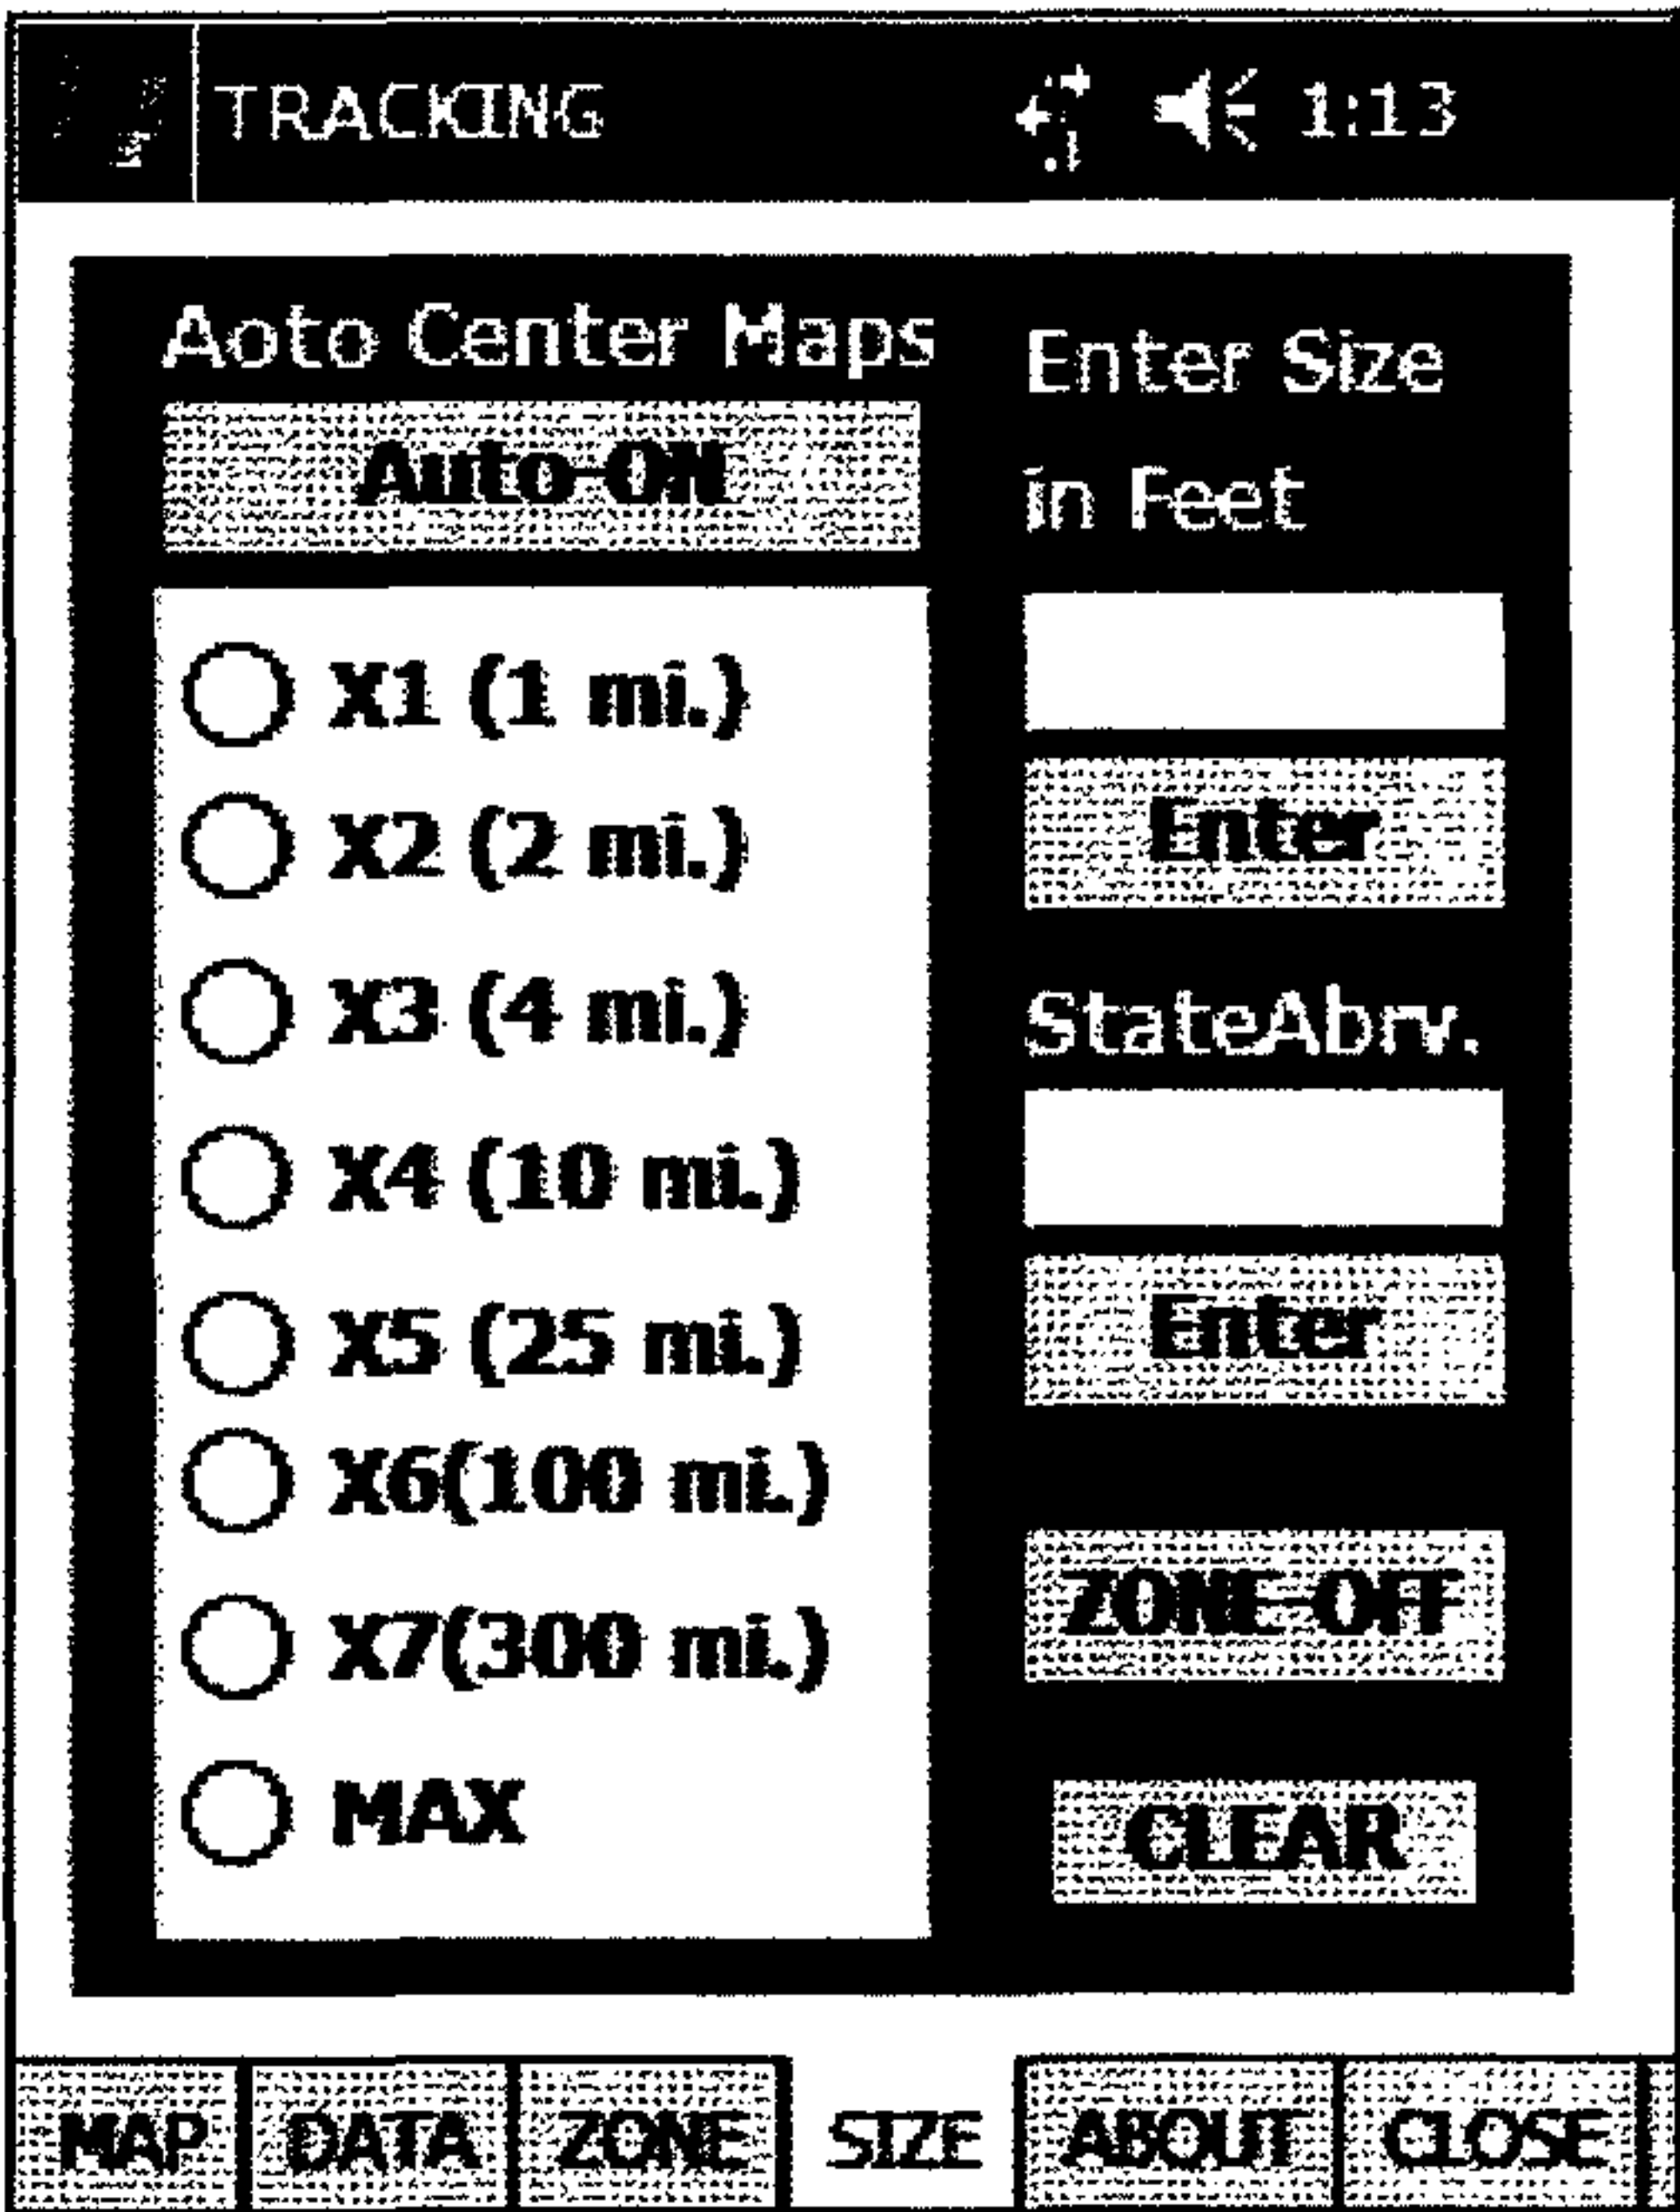 TRACKING 1:13
Aoto Center Maps
Auto-ON
X1 (1 mi.)
X2 (2 mi.)
X3 (4 mi.)
X4 (10 mi.)
X5 (25 mi.)
X6(100 mi.)
X7(300 mi.)
MAX
Enter Size
in Feet
Enter
StateAbrv.
Enter
ZONE-OFF
CLEAR
MAP DATA ZONE SIZE ABOUT CLOSE